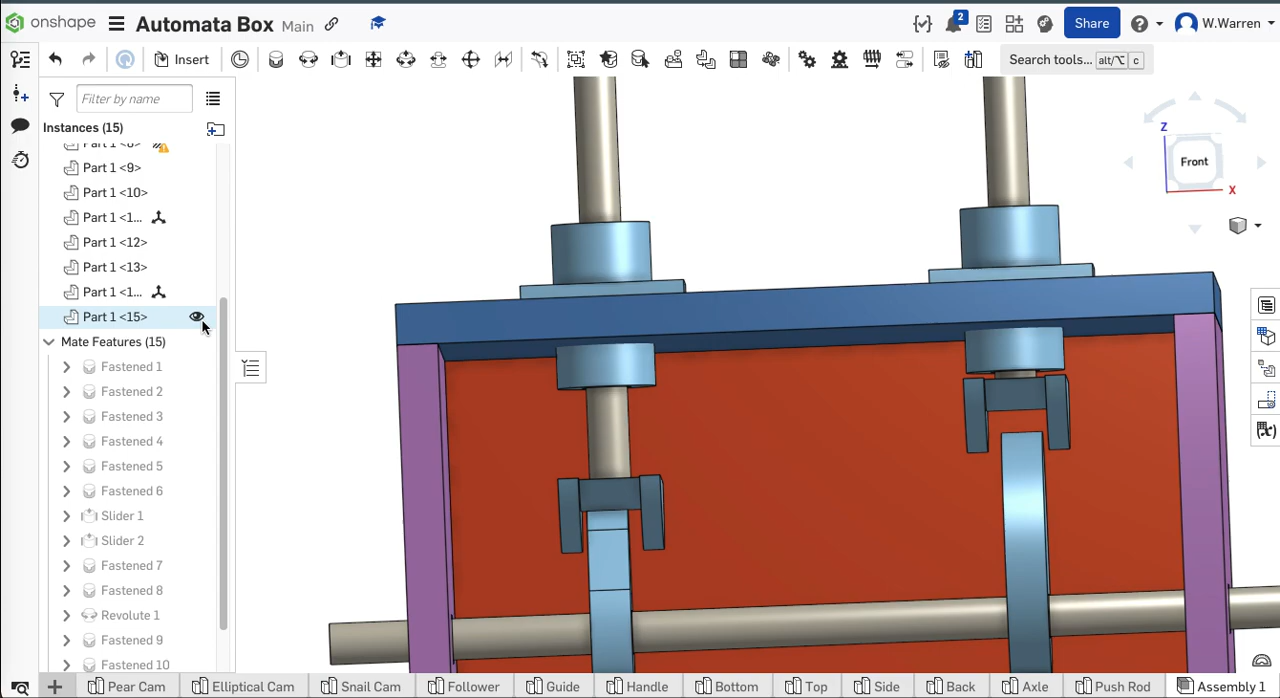 onshape Automata Box Main 2 Share W.Warren
Insert Search tools... alt/⌥ c
Filter by name
Instances (15)
Part 1 <9>
Part 1 <10>
Part 1 <1...
Part 1 <12>
Part 1 <13>
Part 1 <1...
Part 1 <15>
Mate Features (15)
Fastened 1
Fastened 2
Fastened 3
Fastened 4
Fastened 5
Fastened 6
Slider 1
Slider 2
Fastened 7
Fastened 8
Revolute 1
Fastened 9
Fastened 10
Z
Front
X
(x)
Pear Cam Elliptical Cam Snail Cam Follower Guide Handle Bottom Top Side Back Axle Push Rod Assembly 1